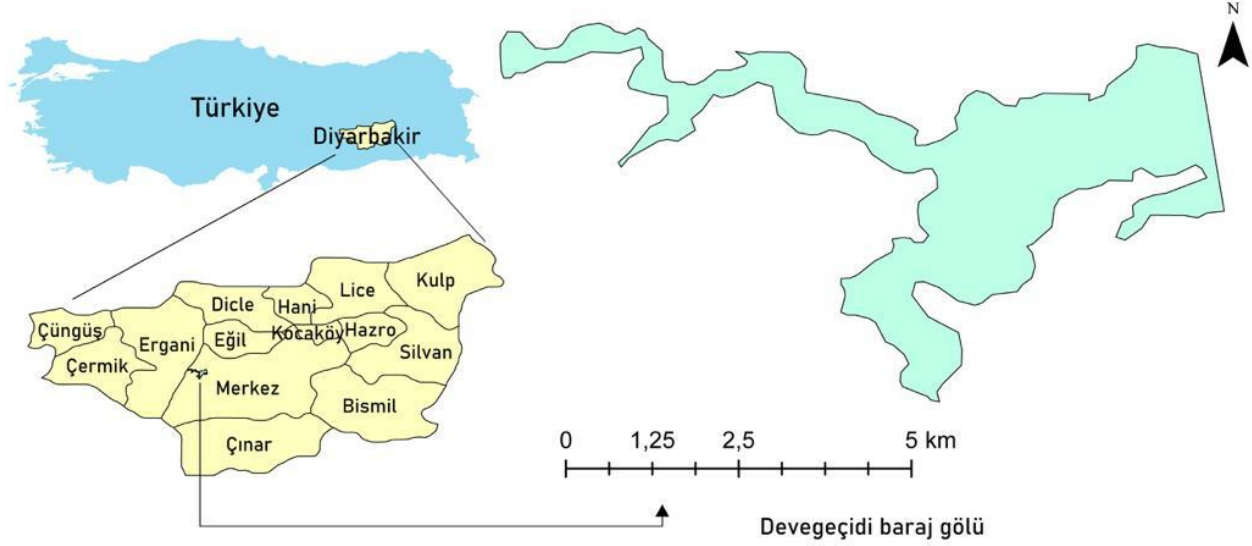 N
Türkiye
Diyarbakir
Kulp
Lice
Dicle
Hani
Çüngüş
Ergani
Eğil
Kocaköy
Hazro
Silvan
Çermik
Merkez
Bismil
Çınar
0 1,25 2,5 5 km
Devegeçidi baraj gölü